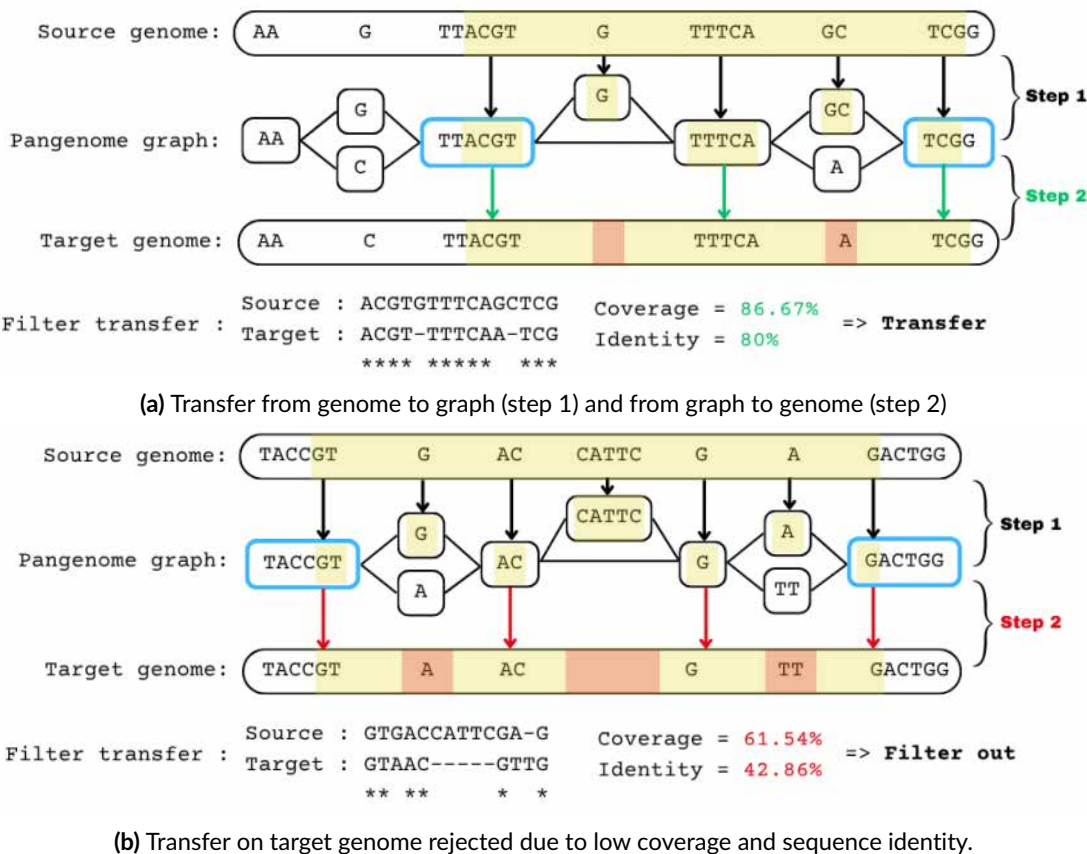 Source genome: AA G TTACGT G TTTCA GC TCGG
Step 1
G
G GC
Pangenome graph: AA TTACGT TTTCA TCGG
C A
Step 2
Target genome: AA C TTACGT TTTCA A TCGG
Source : ACGTGTTTCAGCTCG Coverage = 86.67%
Filter transfer : => Transfer
Target : ACGT-TTTCAA-TCG Identity = 80%
**** ***** ***
(a) Transfer from genome to graph (step 1) and from graph to genome (step 2)
Source genome: TACCGT G AC CATTC G A GACTGG
CATTC
Step 1
G A
Pangenome graph: TACCGT AC G GACTGG
A TT
Step 2
Target genome: TACCGT A AC G TT GACTGG
Source : GTGACCATTCGA-G Coverage = 61.54%
Filter transfer : => Filter out
Target : GTAAC-----GTTG Identity = 42.86%
** ** * *
(b) Transfer on target genome rejected due to low coverage and sequence identity.